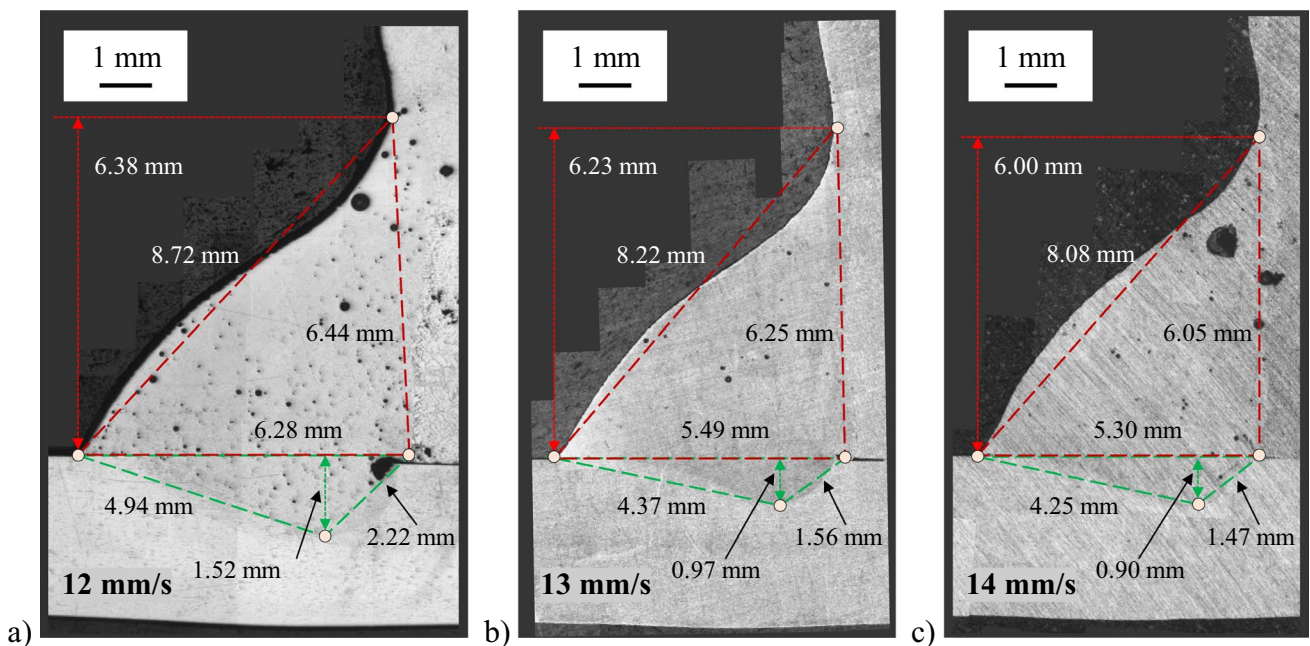 1 mm
6.38 mm
8.72 mm
6.44 mm
6.28 mm
4.94 mm
2.22 mm
1.52 mm
12 mm/s
a)
1 mm
6.23 mm
8.22 mm
6.25 mm
5.49 mm
4.37 mm
1.56 mm
0.97 mm
13 mm/s
b)
1 mm
6.00 mm
8.08 mm
6.05 mm
5.30 mm
4.25 mm
1.47 mm
0.90 mm
14 mm/s
c)